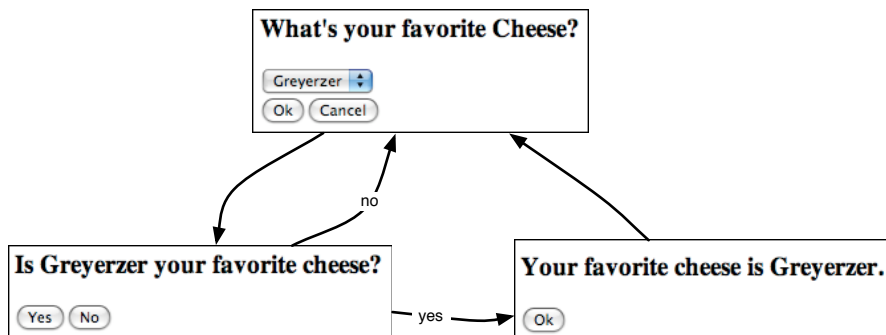 What's your favorite Cheese?
Greyerzer
Ok Cancel
no
Is Greyerzer your favorite cheese?
Yes No
yes
Your favorite cheese is Greyerzer.
Ok